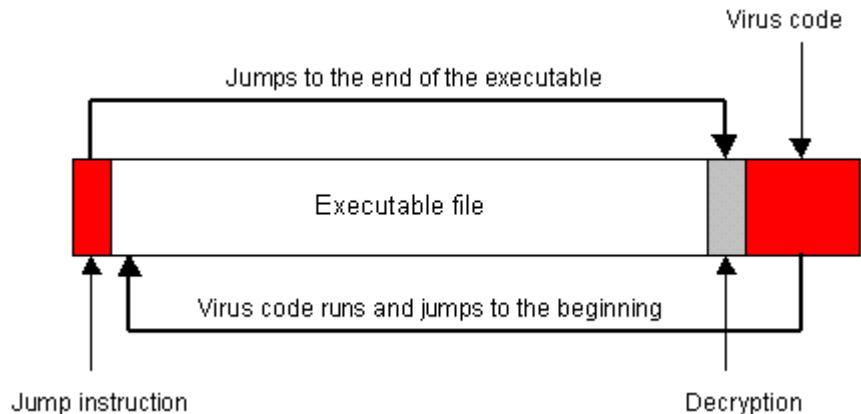 Virus code
Jumps to the end of the executable
Executable file
Virus code runs and jumps to the beginning
Jump instruction
Decryption